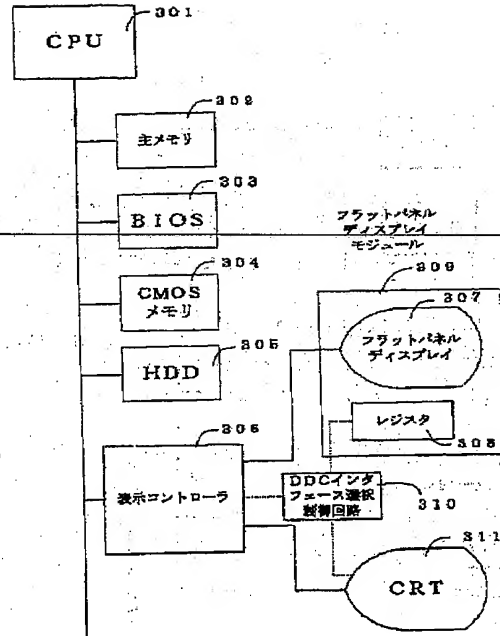 301
CPU
302
主メモリ
303
BIOS
フラットパネル
ディスプレイ
モジュール
304
CMOS
メモリ
309
307
フラットパネル
ディスプレイ
305
HDD
レジスタ
308
306
表示コントローラ
DDCインタ
フェース選択
制御回路
310
311
CRT